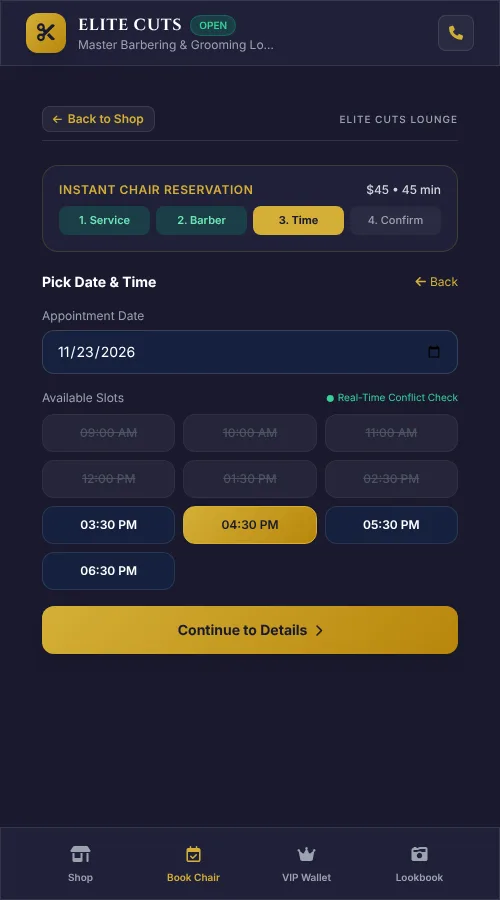 ELITE CUTS OPEN
Master Barbering & Grooming Lo...
← Back to Shop
ELITE CUTS LOUNGE
INSTANT CHAIR RESERVATION
$45 • 45 min
1. Service
2. Barber
3. Time
4. Confirm
Pick Date & Time
← Back
Appointment Date
11/23/2026
Available Slots
Real-Time Conflict Check
09:00 AM
10:00 AM
11:00 AM
12:00 PM
01:30 PM
02:30 PM
03:30 PM
04:30 PM
05:30 PM
06:30 PM
Continue to Details
Shop
Book Chair
VIP Wallet
Lookbook